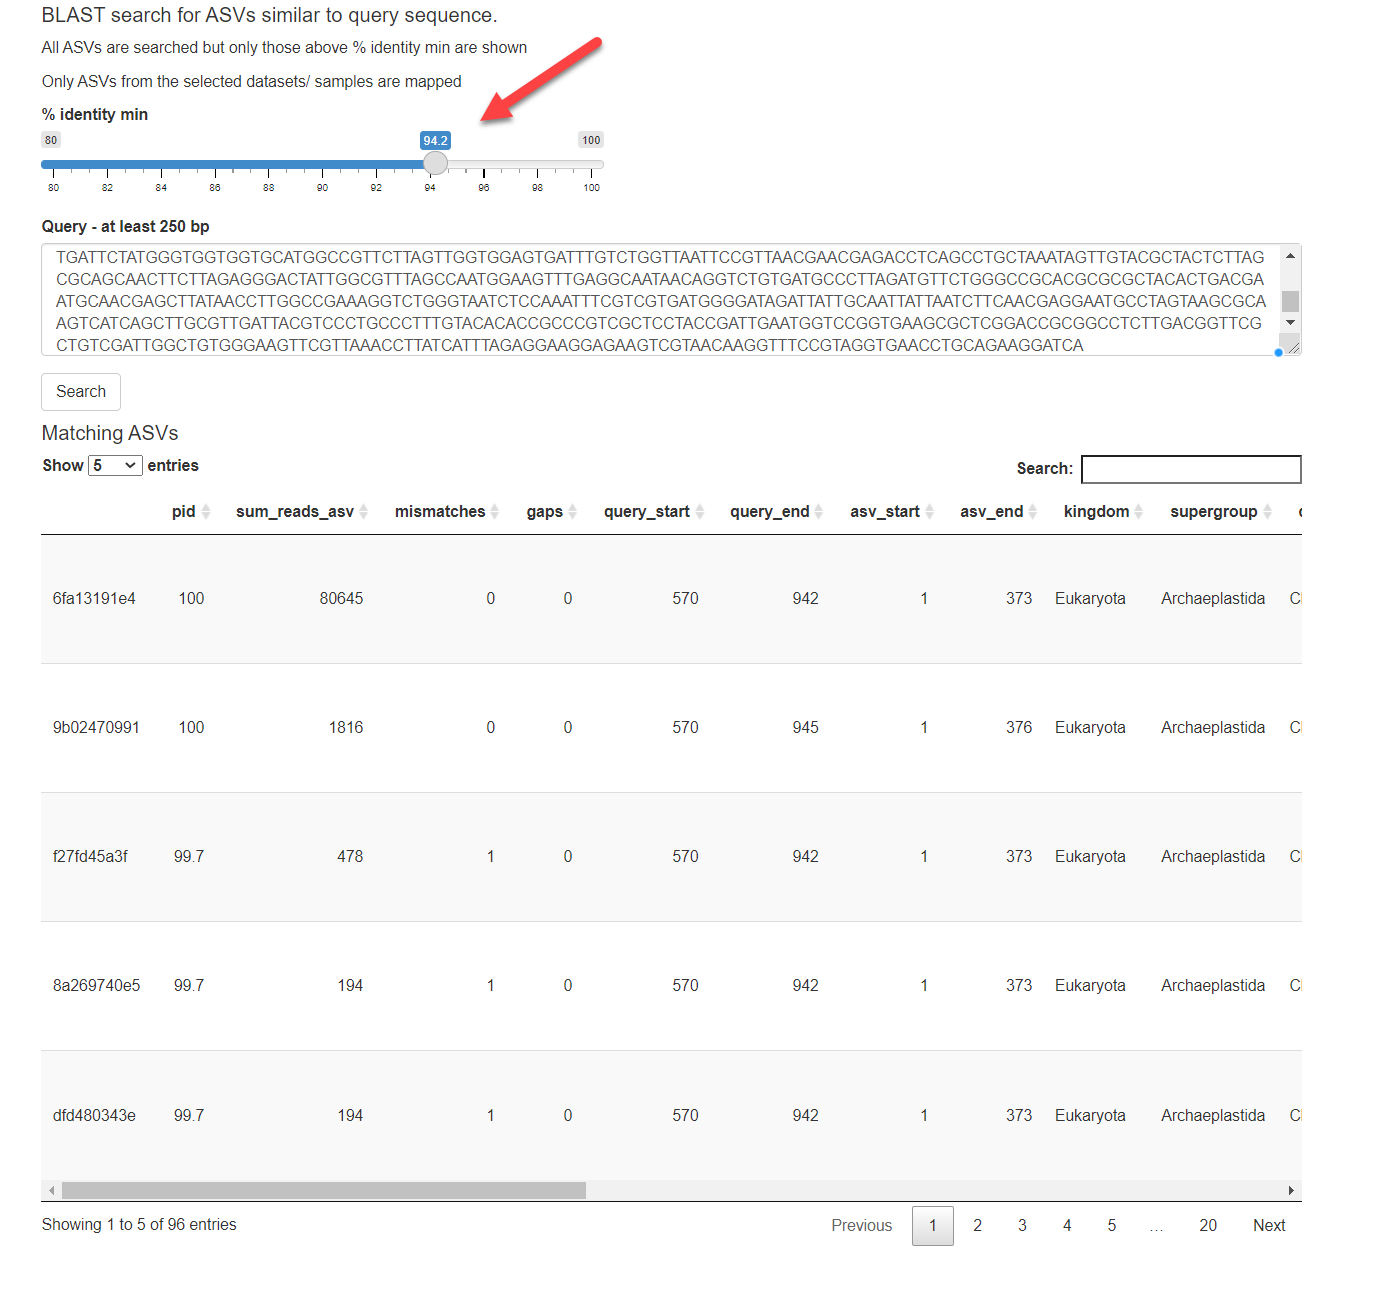 BLAST search for ASVs similar to query sequence.
All ASVs are searched but only those above % identity min are shown
Only ASVs from the selected datasets/ samples are mapped
% identity min
80 94.2 100
80 82 84 86 88 90 92 94 96 98 100
Query - at least 250 bp
TGATTCTATGGGTGGTGGTGCATGGCCGTTCTTAGTTGGTGGAGTGATTTGTCTGGTTAATTCCGTTAACGAACGAGACCTCAGCCTGCTAAATAGTTGTACGCTACTCTTAG
CGCAGCAACTTCTTAGAGGGACTATTGGCGTTTAGCCAATGGAAGTTTGAGGCAATAACAGGTCTGTGATGCCCTTAGATGTTCTGGGCCGCACGCGCGCTACACTGACGA
ATGCAACGAGCTTATAACCTTGGCCGAAAGGTCTGGGTAATCTCCAAATTTCGTCGTGATGGGGATAGATTATTGCAATTATTAATCTTCAACGAGGAATGCCTAGTAAGCGCA
AGTCATCAGCTTGCGTTGATTACGTCCCTGCCCTTTGTACACACCGCCCGTCGCTCCTACCGATTGAATGGTCCGGTGAAGCGCTCGGACCGCGGCCTCTTGACGGTTCG
CTGTCGATTGGCTGTGGGAAGTTCGTTAAACCTTATCATTTAGAGGAAGGAGAAGTCGTAACAAGGTTTCCGTAGGTGAACCTGCAGAAGGATCA
Search
Matching ASVs
Show 5 entries Search:
pid sum_reads_asv mismatches gaps query_start query_end asv_start asv_end kingdom supergroup
6fa13191e4 100 80645 0 0 570 942 1 373 Eukaryota Archaeplastida
9b02470991 100 1816 0 0 570 945 1 376 Eukaryota Archaeplastida
f27fd45a3f 99.7 478 1 0 570 942 1 373 Eukaryota Archaeplastida
8a269740e5 99.7 194 1 0 570 942 1 373 Eukaryota Archaeplastida
dfd480343e 99.7 194 1 0 570 942 1 373 Eukaryota Archaeplastida
Showing 1 to 5 of 96 entries Previous 1 2 3 4 5 … 20 Next